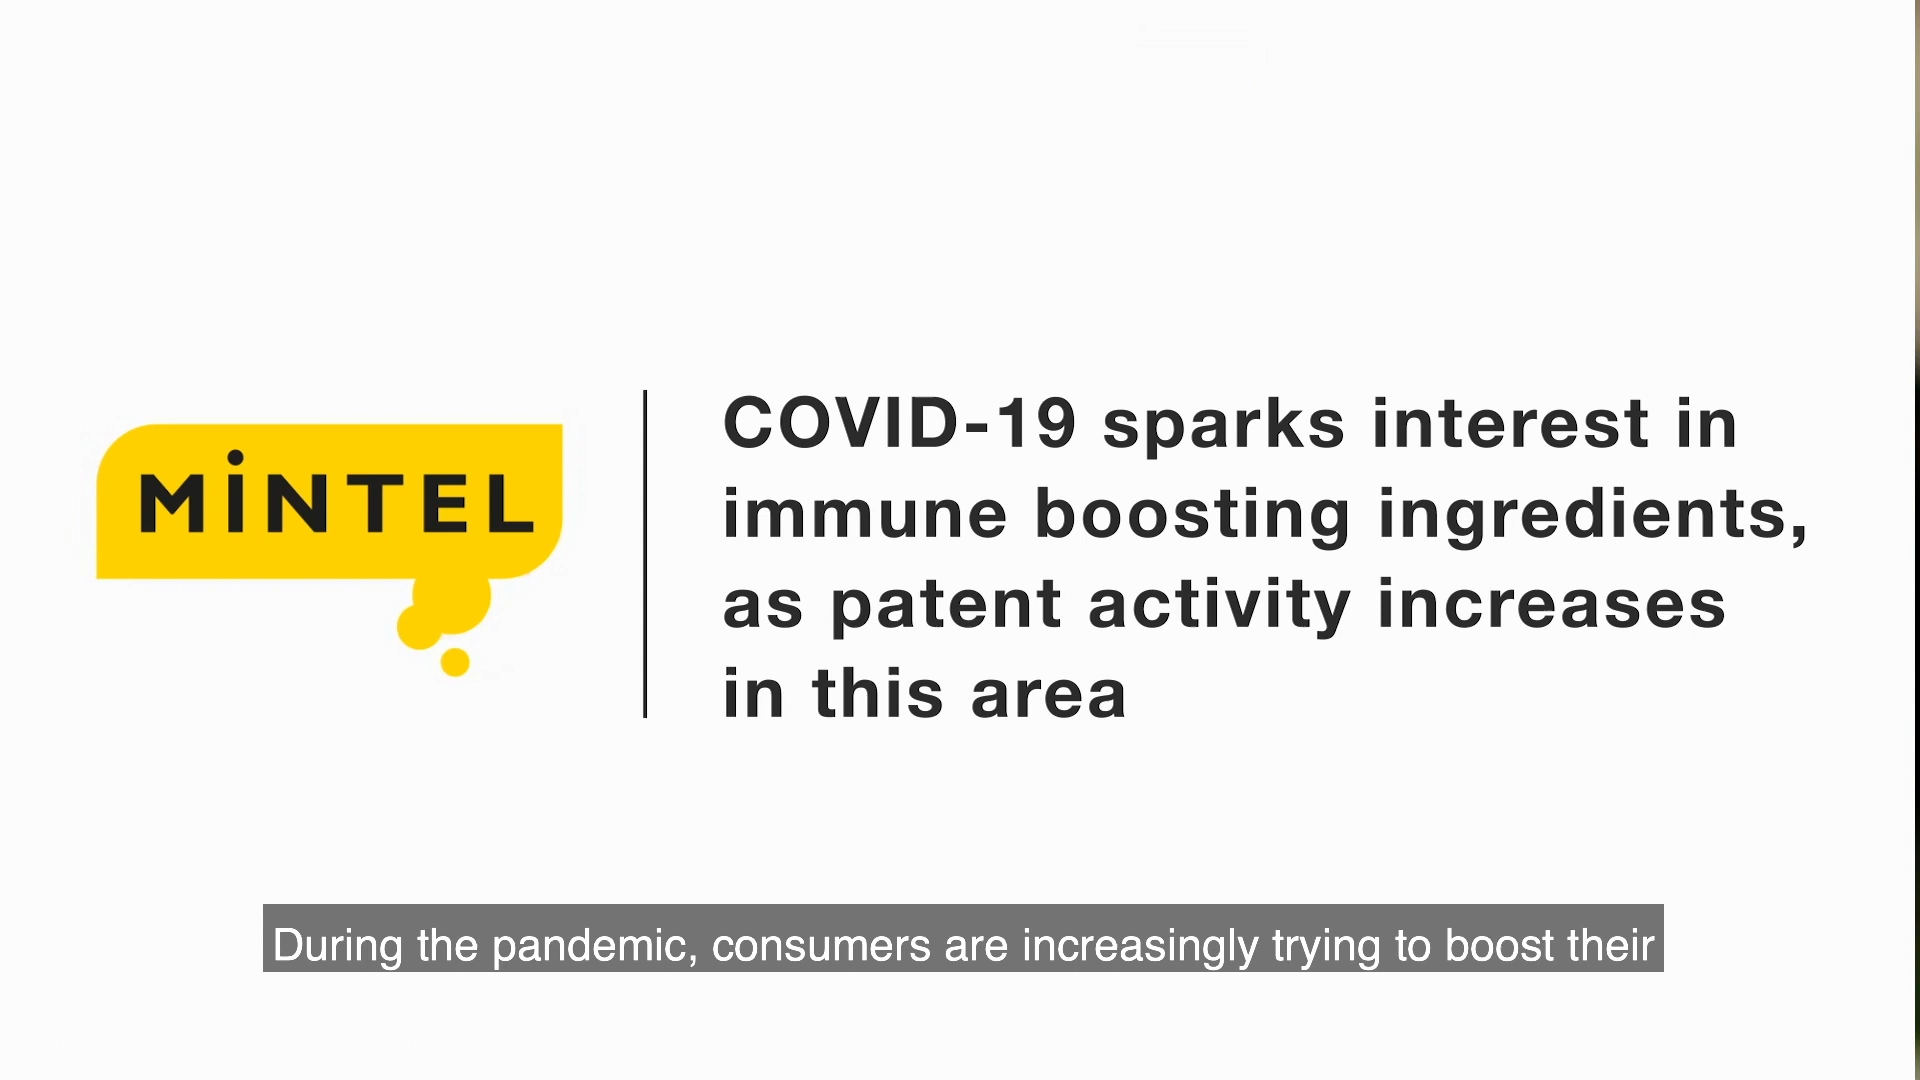 MiNTEL
COVID-19 sparks interest in
immune boosting ingredients,
as patent activity increases
in this area
During the pandemic, consumers are increasingly trying to boost their